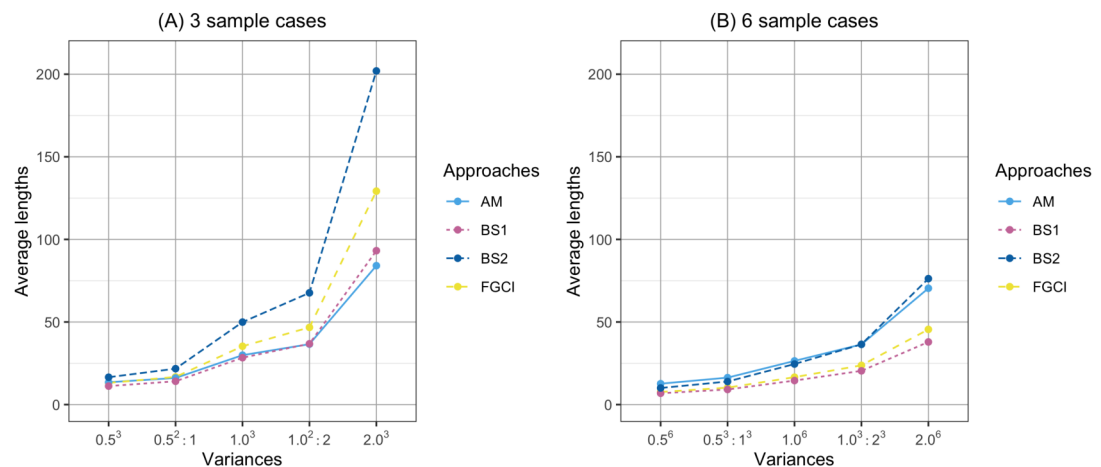 (A) 3 sample cases
Average lengths
200
150
100
50
0
0.5³
0.5² : 1
1.0³
1.0² : 2
2.0³
Variances
Approaches
AM
BS1
BS2
FGCI
(B) 6 sample cases
Average lengths
200
150
100
50
0
0.5⁶
0.5³ : 1³
1.0⁶
1.0³ : 2³
2.0⁶
Variances
Approaches
AM
BS1
BS2
FGCI